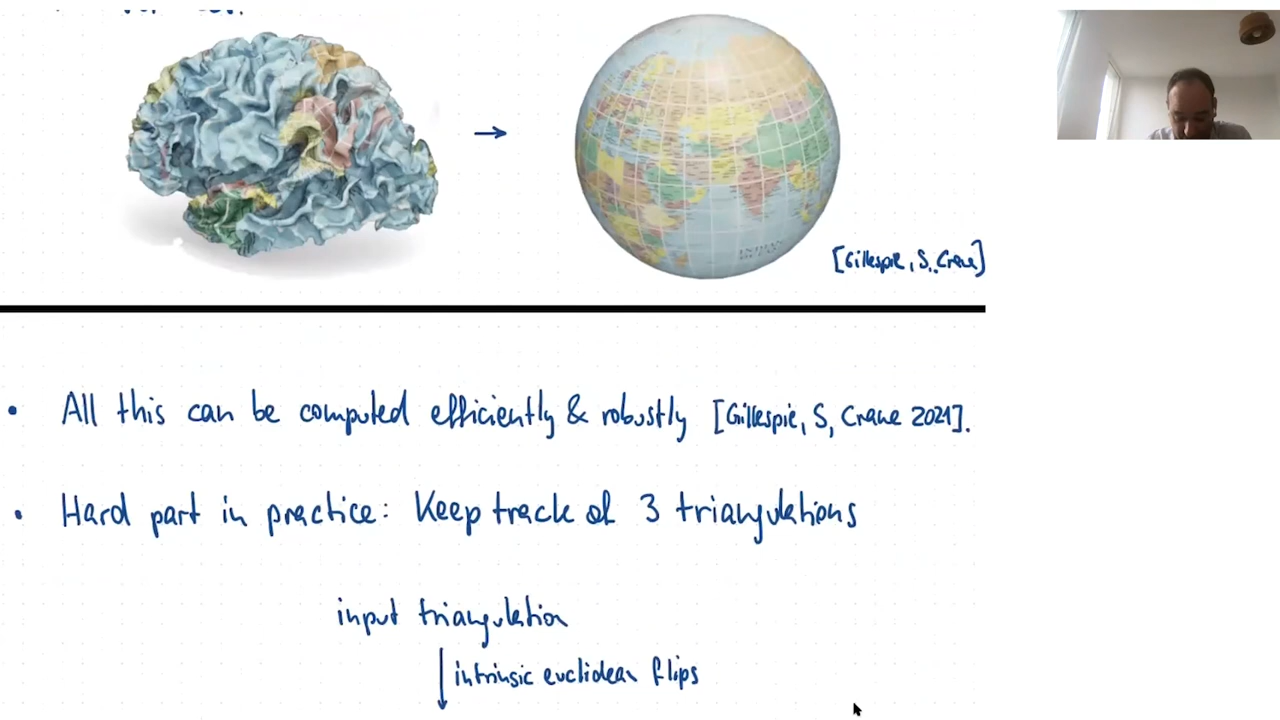 [Gillespie, S, Crane]
• All this can be computed efficiently & robustly [Gillespie, S, Crane 2021].
• Hard part in practice: Keep track of 3 triangulations
input triangulation
intrinsic euclidean flips